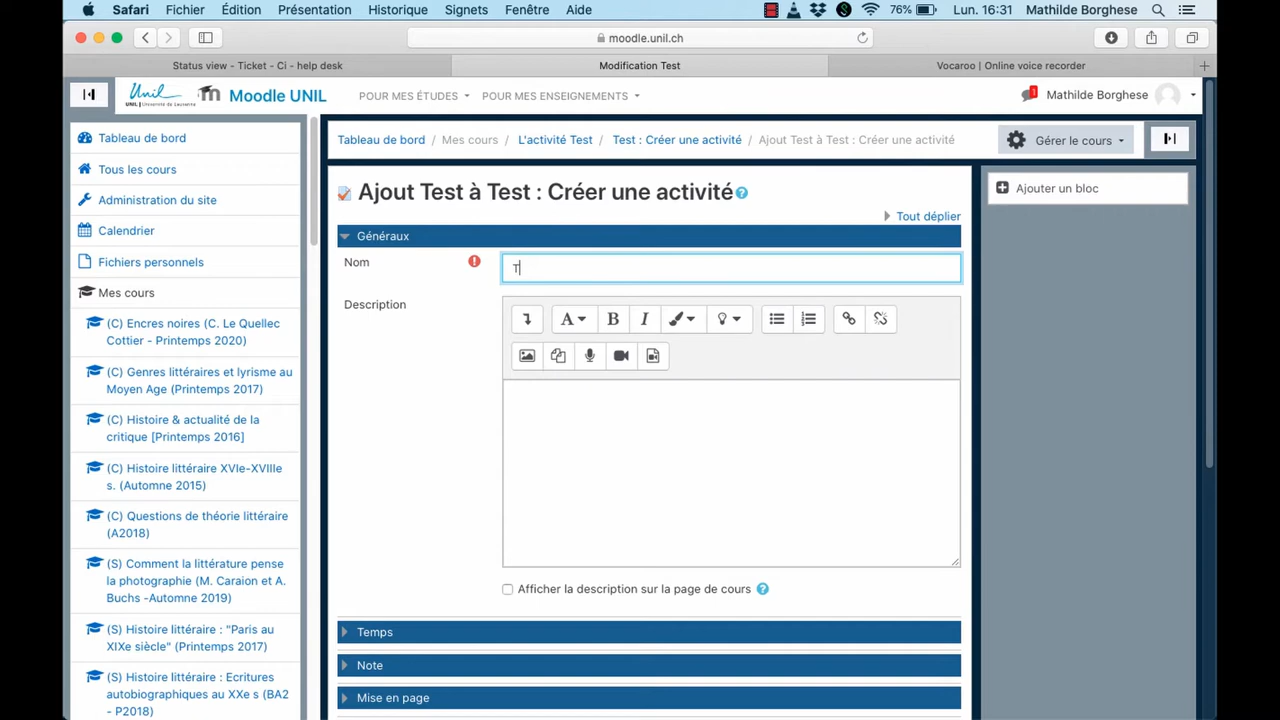 Safari Fichier Édition Présentation Historique Signets Fenêtre Aide 76% Lun. 16:31 Mathilde Borghese
moodle.unil.ch
Status view - Ticket - Ci - help desk
Modification Test
Vocaroo | Online voice recorder
Unil
UNIL | Université de Lausanne
Moodle UNIL
POUR MES ÉTUDES
POUR MES ENSEIGNEMENTS
1
Mathilde Borghese
Tableau de bord
Tous les cours
Administration du site
Calendrier
Fichiers personnels
Mes cours
(C) Encres noires (C. Le Quellec
Cottier - Printemps 2020)
(C) Genres littéraires et lyrisme au
Moyen Age (Printemps 2017)
(C) Histoire & actualité de la
critique [Printemps 2016]
(C) Histoire littéraire XVIe-XVIIIe
s. (Automne 2015)
(C) Questions de théorie littéraire
(A2018)
(S) Comment la littérature pense
la photographie (M. Caraion et A.
Buchs -Automne 2019)
(S) Histoire littéraire : "Paris au
XIXe siècle" (Printemps 2017)
(S) Histoire littéraire : Ecritures
autobiographiques au XXe s (BA2
- P2018)
Tableau de bord / Mes cours / L'activité Test / Test : Créer une activité / Ajout Test à Test : Créer une activité
Gérer le cours
Ajout Test à Test : Créer une activité
Tout déplier
Généraux
Nom
T
Description
A B I
Afficher la description sur la page de cours
Temps
Note
Mise en page
Ajouter un bloc